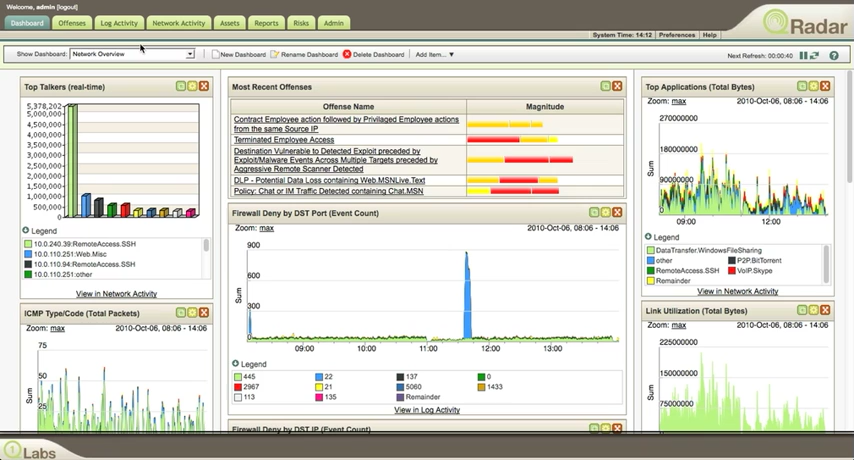 Welcome, admin [logout]
Dashboard Offenses Log Activity Network Activity Assets Reports Risks Admin
QRadar
System Time: 14:12 Preferences Help
Show Dashboard: Network Overview New Dashboard Rename Dashboard Delete Dashboard Add Item...
Next Refresh: 00:00:40
Top Talkers (real-time)
5,378,202
5,000,000
4,500,000
4,000,000
3,500,000
3,000,000
2,500,000
2,000,000
1,500,000
1,000,000
500,000
0
Legend
10.0.240.39:RemoteAccess.SSH
10.0.110.251:Web.Misc
10.0.110.94:RemoteAccess.SSH
10.0.110.251:other
View in Network Activity
ICMP Type/Code (Total Packets)
Zoom: max 2010-Oct-06, 08:06 - 14:06
75
50
25
Sum
Most Recent Offenses
Offense Name Magnitude
Contract Employee action followed by Privilaged Employee actions
from the same Source IP
Terminated Employee Access
Destination Vulnerable to Detected Exploit preceded by
Exploit/Malware Events Across Multiple Targets preceded by
Aggressive Remote Scanner Detected
DLP - Potential Data Loss containing Web.MSNLive.Text
Policy: Chat or IM Traffic Detected containing Chat.MSN
Firewall Deny by DST Port (Event Count)
Zoom: max 2010-Oct-06, 08:06 - 14:06
900
600
300
Sum
09:00 10:00 11:00 12:00 13:00
Legend
445 22 137 0
2967 21 5060 1433
113 135 Remainder
View in Log Activity
Firewall Deny by DST IP (Event Count)
Top Applications (Total Bytes)
Zoom: max 2010-Oct-06, 08:06 - 14:06
270000000
180000000
90000000
Sum
09:00 12:00
Legend
DataTransfer.WindowsFileSharing
other P2P.BitTorrent
RemoteAccess.SSH VoIP.Skype
Remainder
View in Network Activity
Link Utilization (Total Bytes)
Zoom: max 2010-Oct-06, 08:06 - 14:06
225000000
150000000
75000000
Sum
Labs